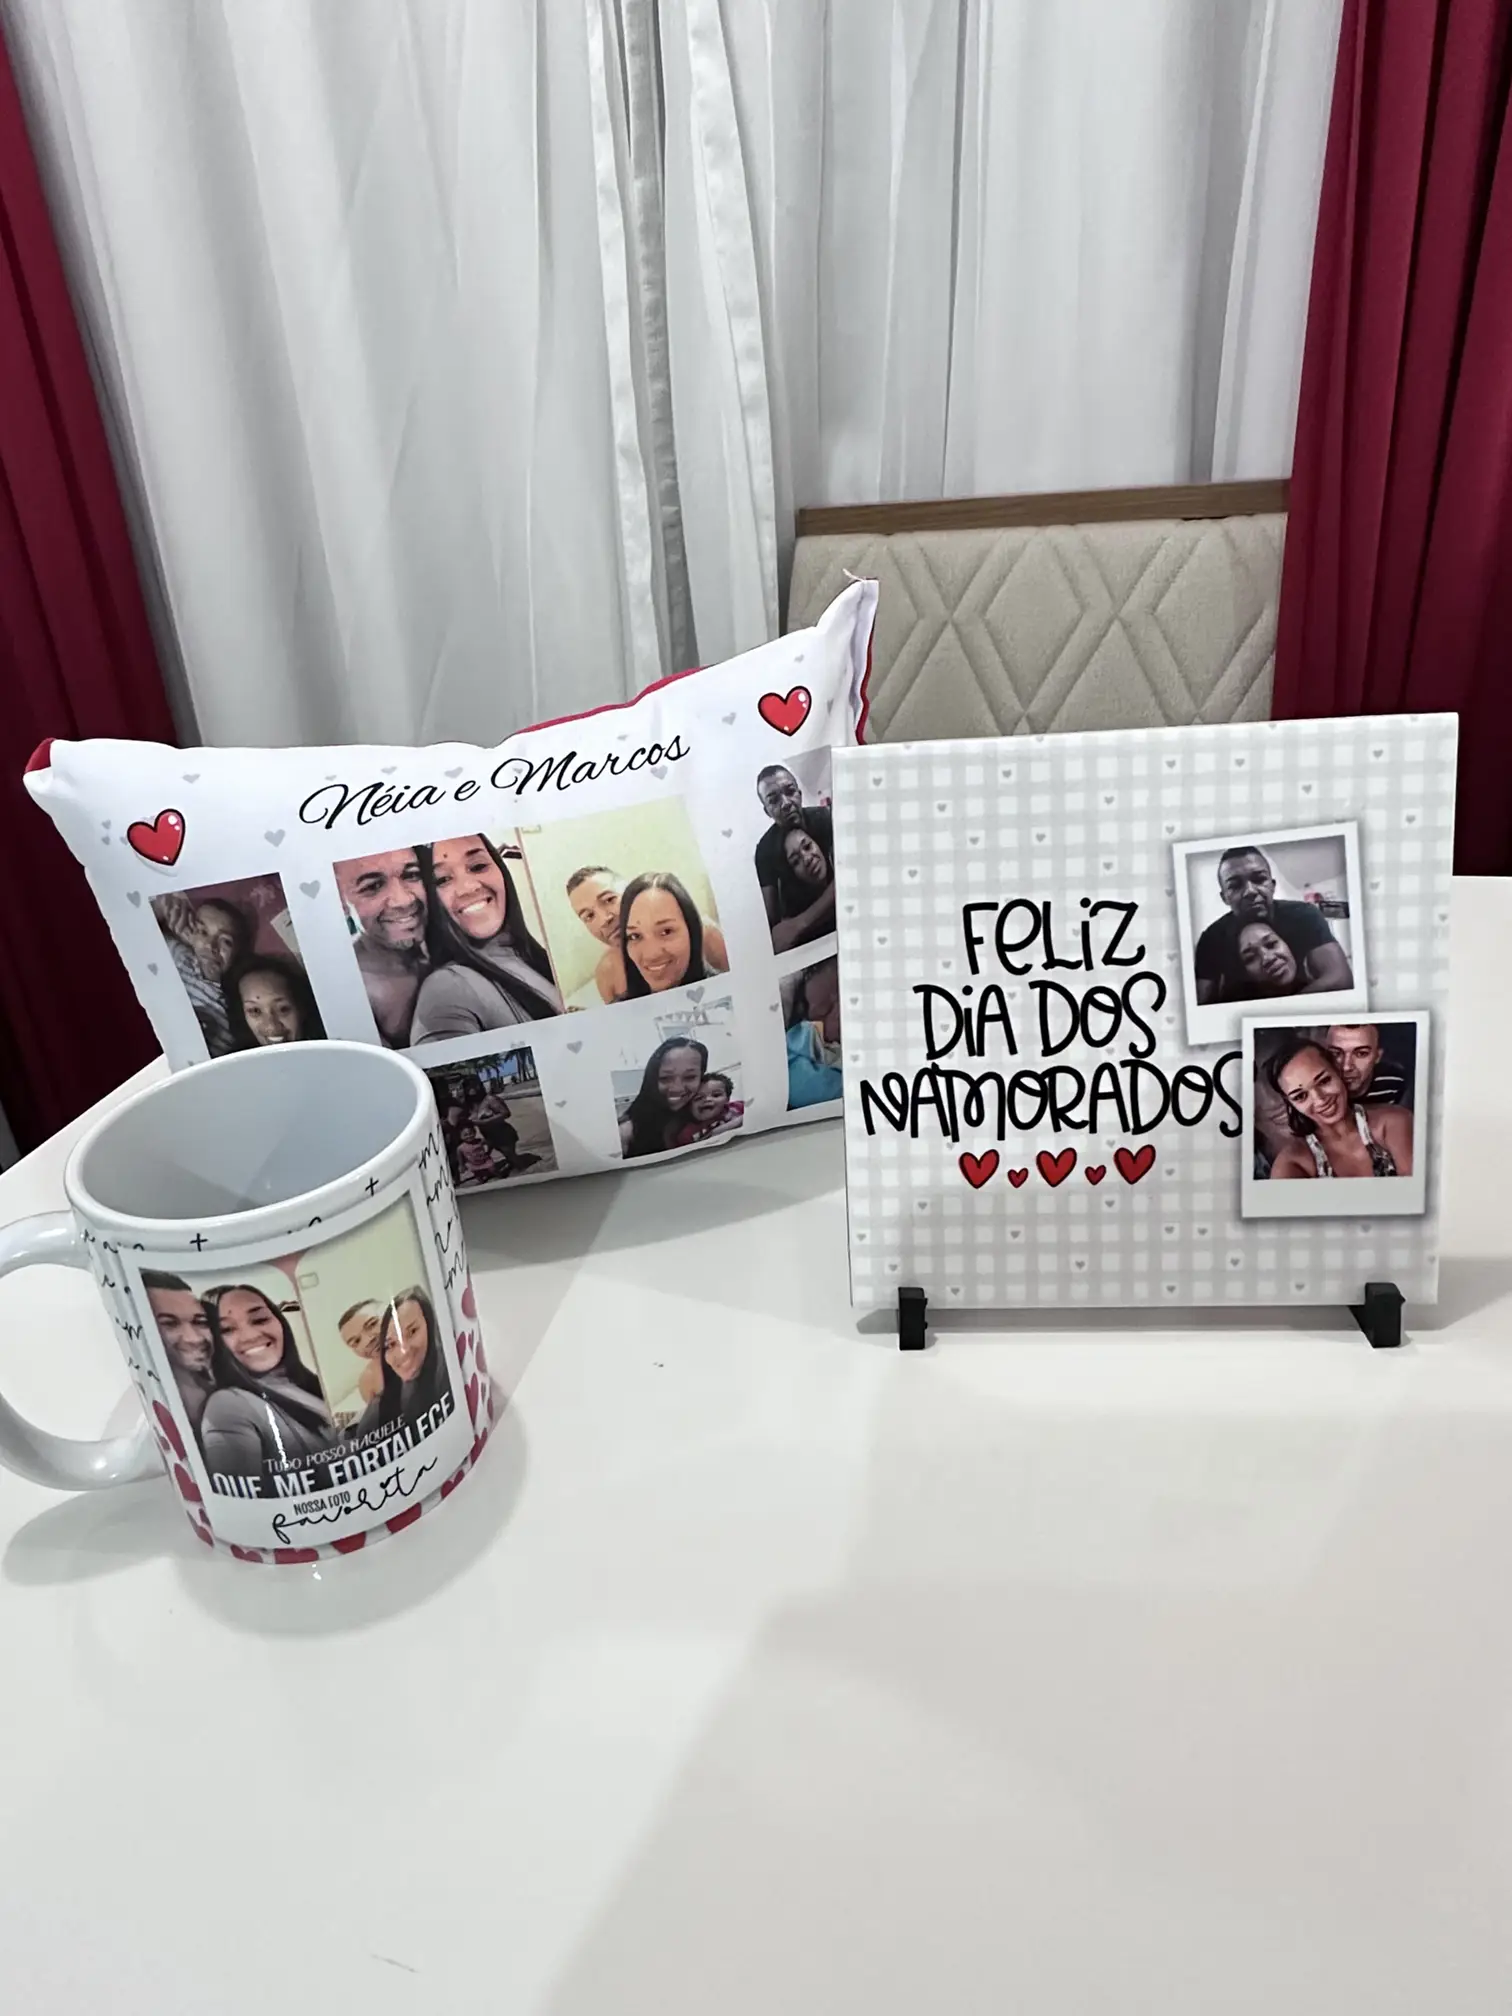 Néia e Marcos
FELIZ
DIA DOS
NAMORADOS
TUDO POSSO NAQUELE
QUE ME FORTALECE
NOSSA FOTO
favorita